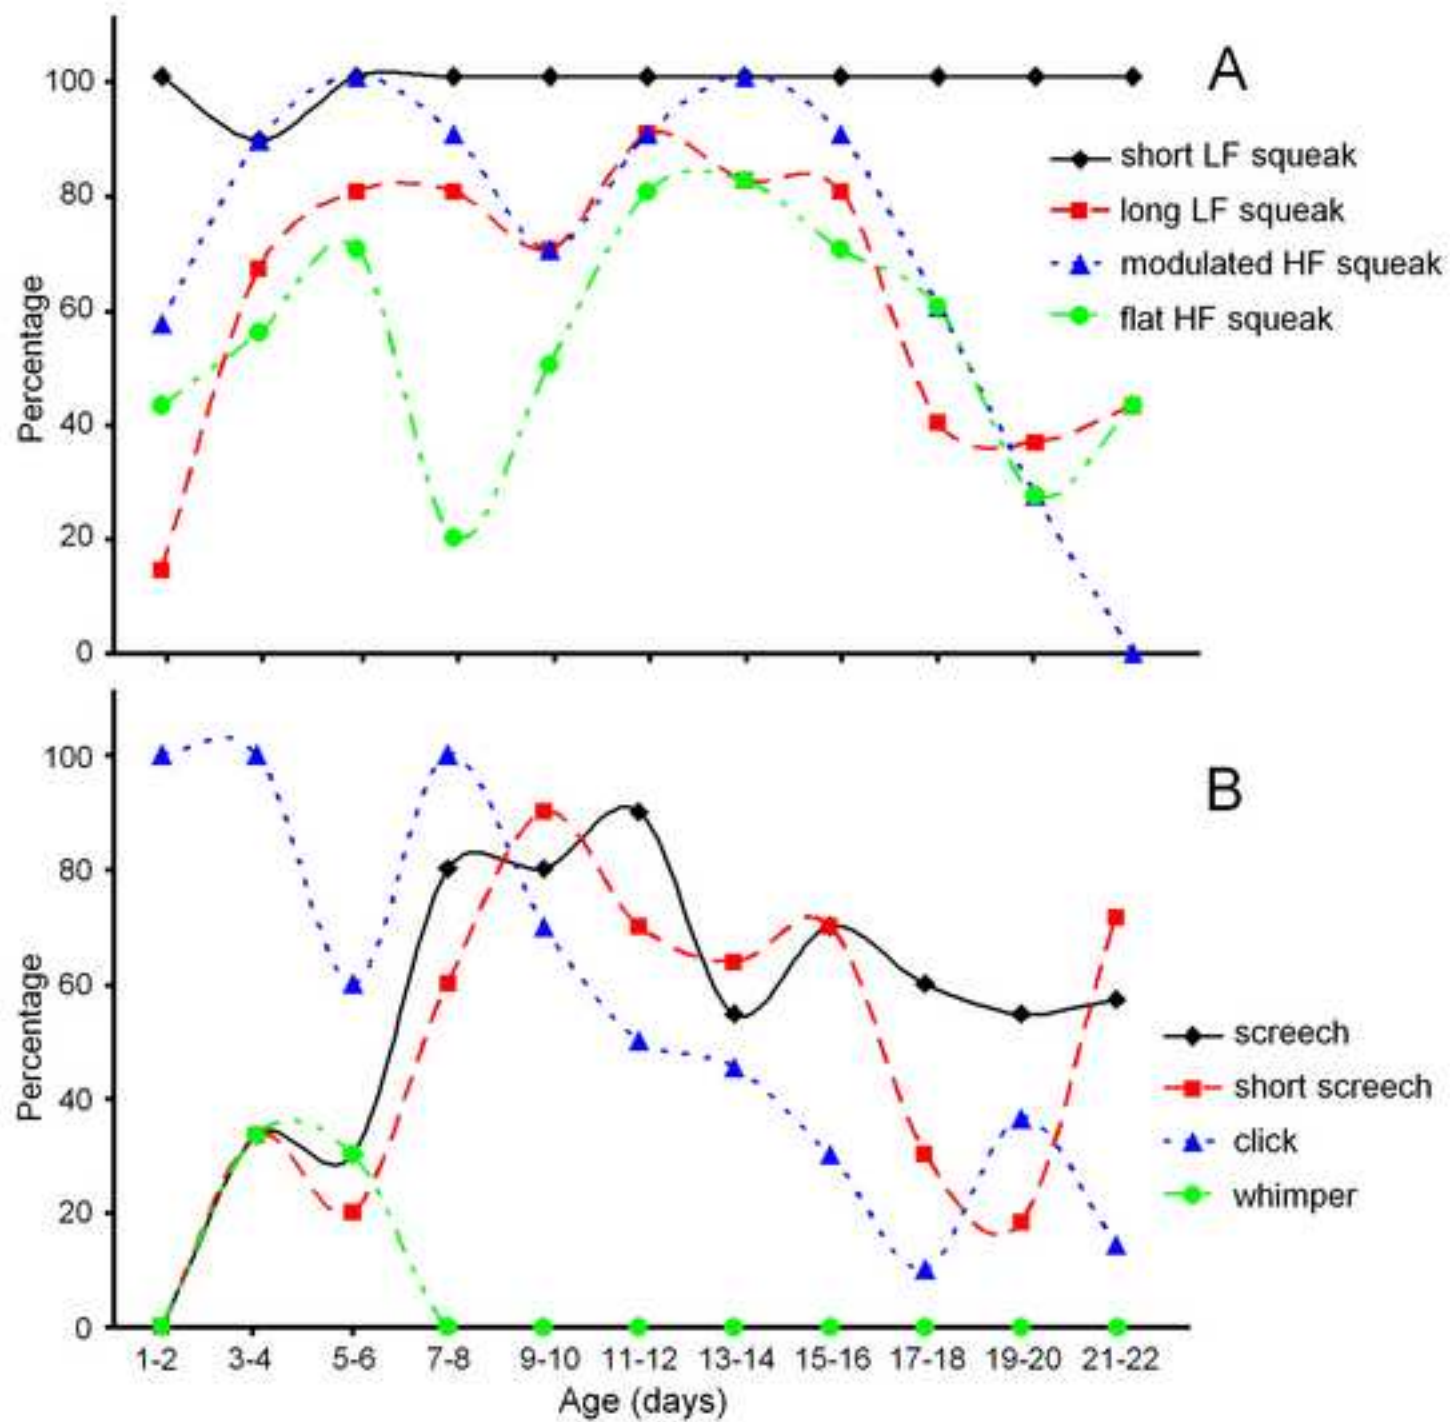 A
100
80
60
40
20
0
Percentage
short LF squeak
long LF squeak
modulated HF squeak
flat HF squeak
B
100
80
60
40
20
0
Percentage
screech
short screech
click
whimper
1-2 3-4 5-6 7-8 9-10 11-12 13-14 15-16 17-18 19-20 21-22
Age (days)